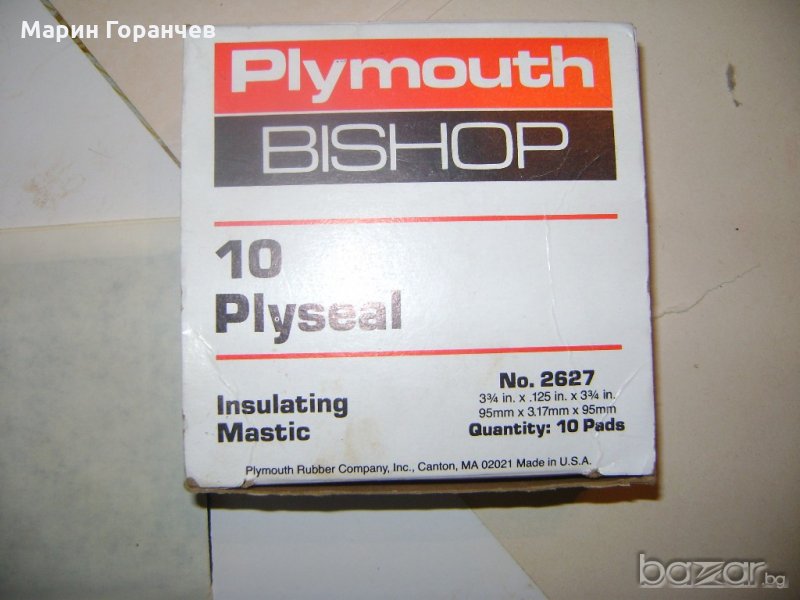 Марин Горанчев
Plymouth
BISHOP
10
Plyseal
Insulating
Mastic
No. 2627
3¾ in. x .125 in. x 3¾ in.
95mm x 3.17mm x 95mm
Quantity: 10 Pads
Plymouth Rubber Company, Inc., Canton, MA 02021 Made in U.S.A.
bazar.bg